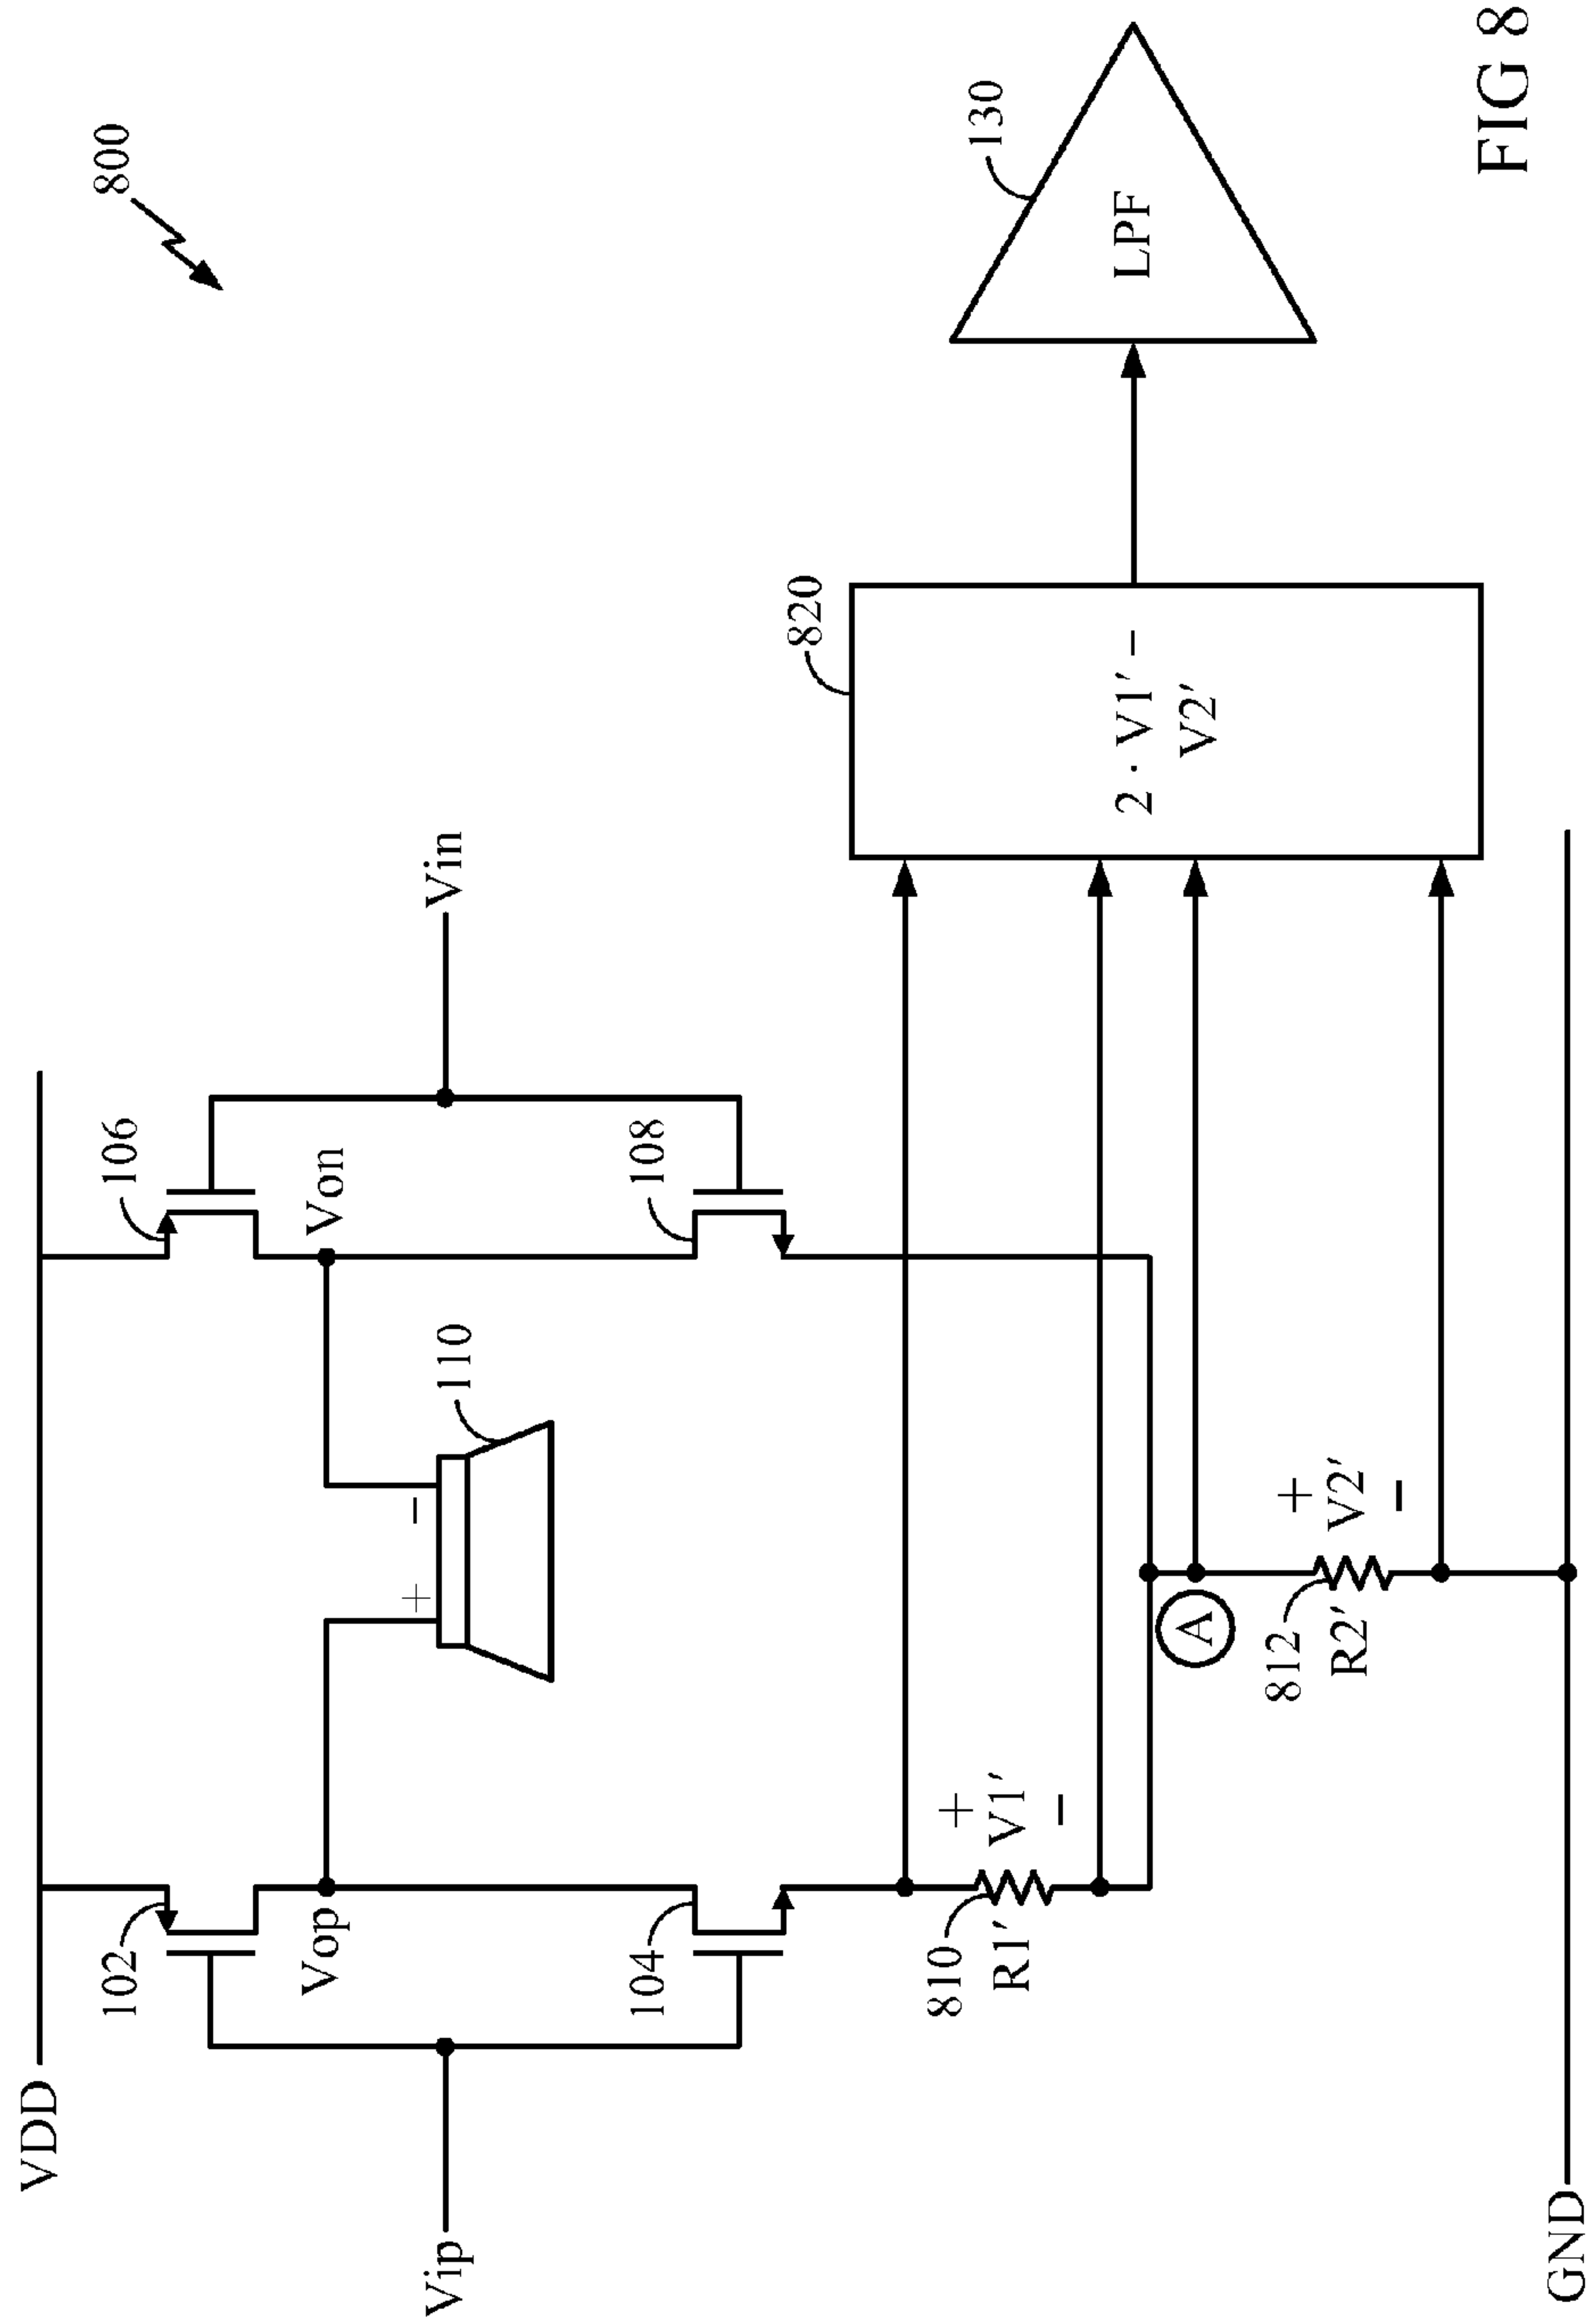 800
VDD
102
106
Vop
Von
+
−
110
Vip
Vin
104
108
810
R1′
+
V1′
−
A
812
R2′
+
V2′
−
820
2 · V1′ −
V2′
130
LPF
GND
FIG 8